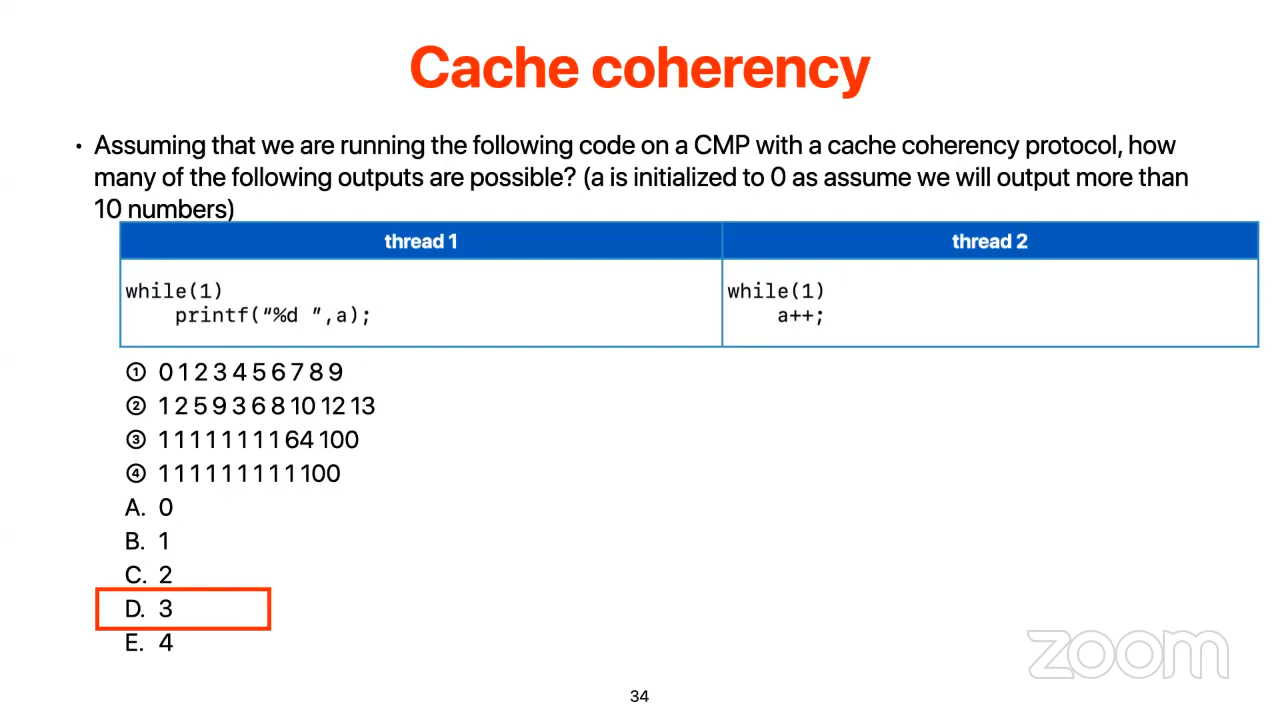 Cache coherency
• Assuming that we are running the following code on a CMP with a cache coherency protocol, how
many of the following outputs are possible? (a is initialized to 0 as assume we will output more than
10 numbers)
thread 1
thread 2
while(1)
printf(“%d ”,a);
while(1)
a++;
① 0 1 2 3 4 5 6 7 8 9
② 1 2 5 9 3 6 8 10 12 13
③ 1 1 1 1 1 1 1 1 64 100
④ 1 1 1 1 1 1 1 1 1 100
A. 0
B. 1
C. 2
D. 3
E. 4
zoom
34